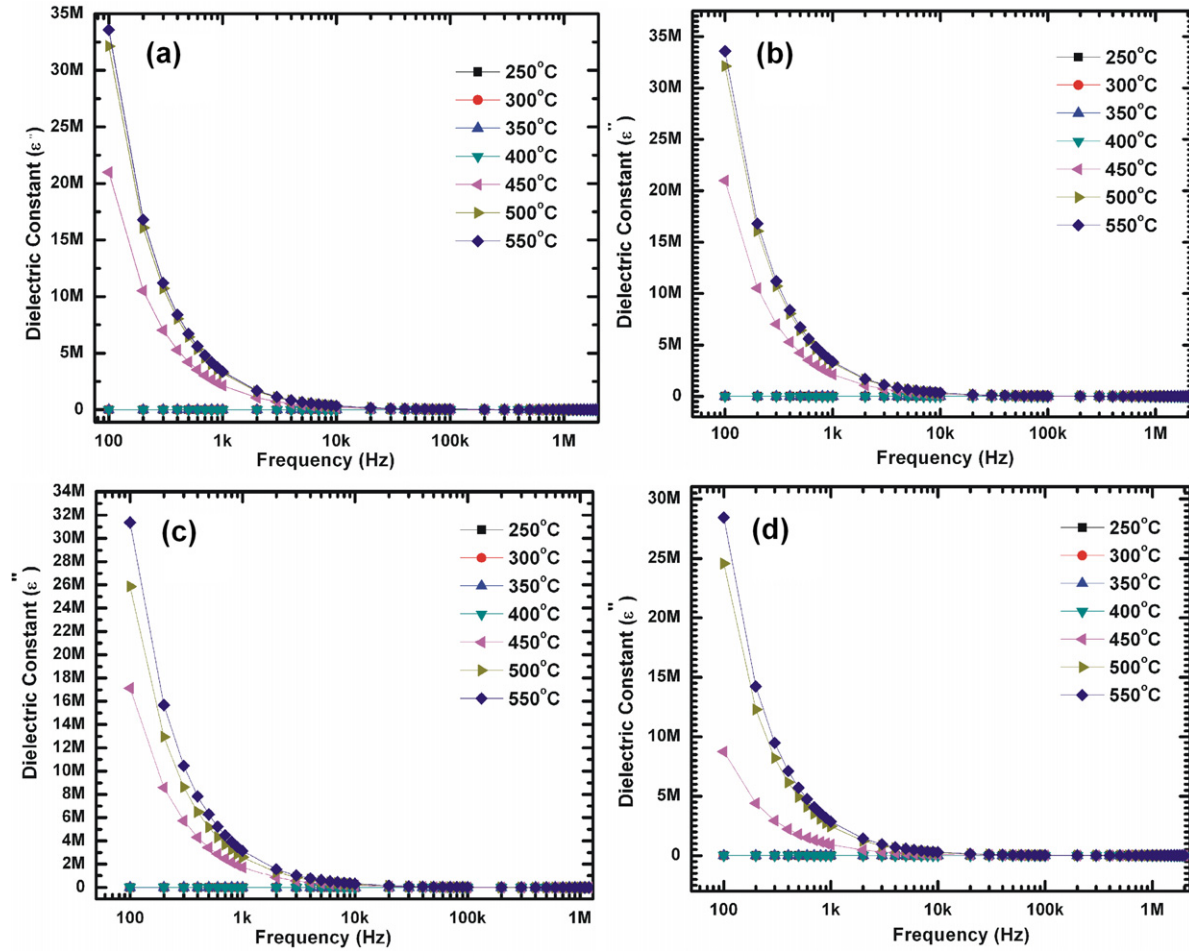 (a)
Dielectric Constant (ε¨)
35M
30M
25M
20M
15M
10M
5M
0
250°C
300°C
350°C
400°C
450°C
500°C
550°C
100
1k
10k
100k
1M
Frequency (Hz)
(b)
Dielectric Constant (ε")
35M
30M
25M
20M
15M
10M
5M
0
250°C
300°C
350°C
400°C
450°C
500°C
550°C
100
1k
10k
100k
1M
Frequency (Hz)
(c)
Dielectric Constant (ε")
34M
32M
30M
28M
26M
24M
22M
20M
18M
16M
14M
12M
10M
8M
6M
4M
2M
0
250°C
300°C
350°C
400°C
450°C
500°C
550°C
100
1k
10k
100k
1M
Frequency (Hz)
(d)
Dielectric Constant (ε")
30M
25M
20M
15M
10M
5M
0
250°C
300°C
350°C
400°C
450°C
500°C
550°C
100
1k
10k
100k
1M
Frequency (Hz)